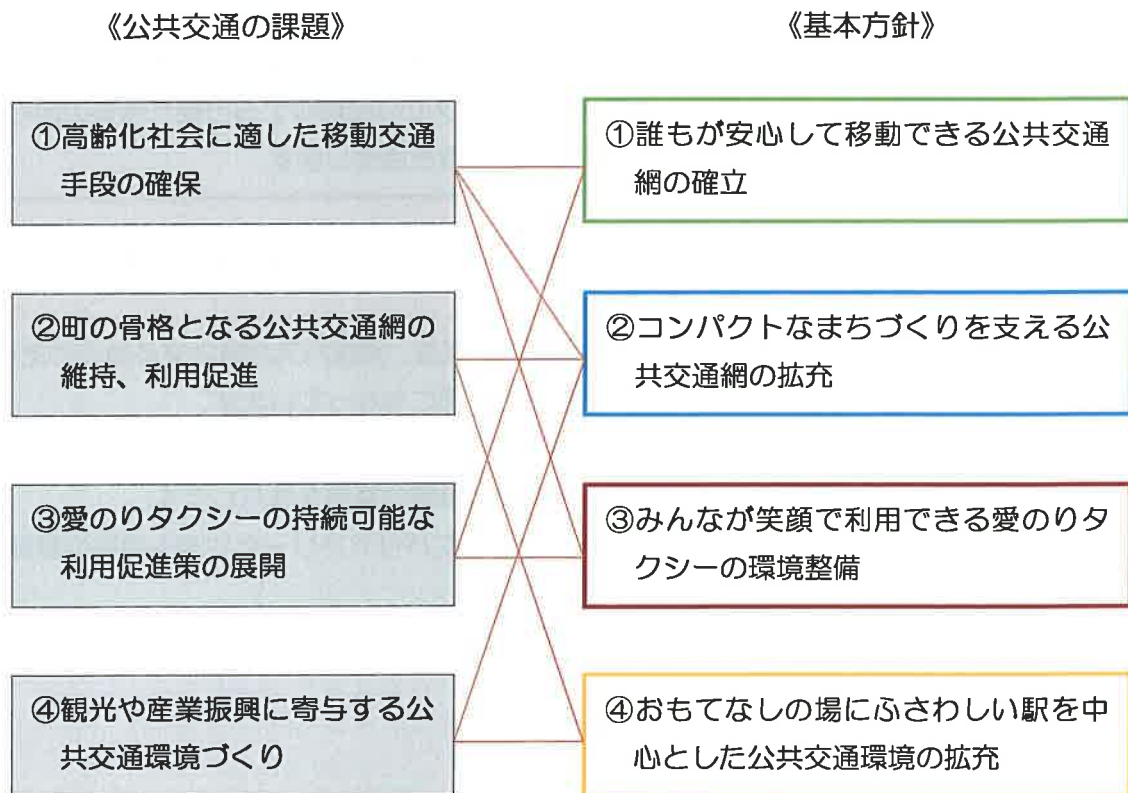 《公共交通の課題》
《基本方針》
①高齢化社会に適した移動交通
手段の確保
①誰もが安心して移動できる公共交通
網の確立
②町の骨格となる公共交通網の
維持、利用促進
②コンパクトなまちづくりを支える公
共交通網の拡充
③愛のりタクシーの持続可能な
利用促進策の展開
③みんなが笑顔で利用できる愛のりタ
クシーの環境整備
④観光や産業振興に寄与する公
共交通環境づくり
④おもてなしの場にふさわしい駅を中
心とした公共交通環境の拡充